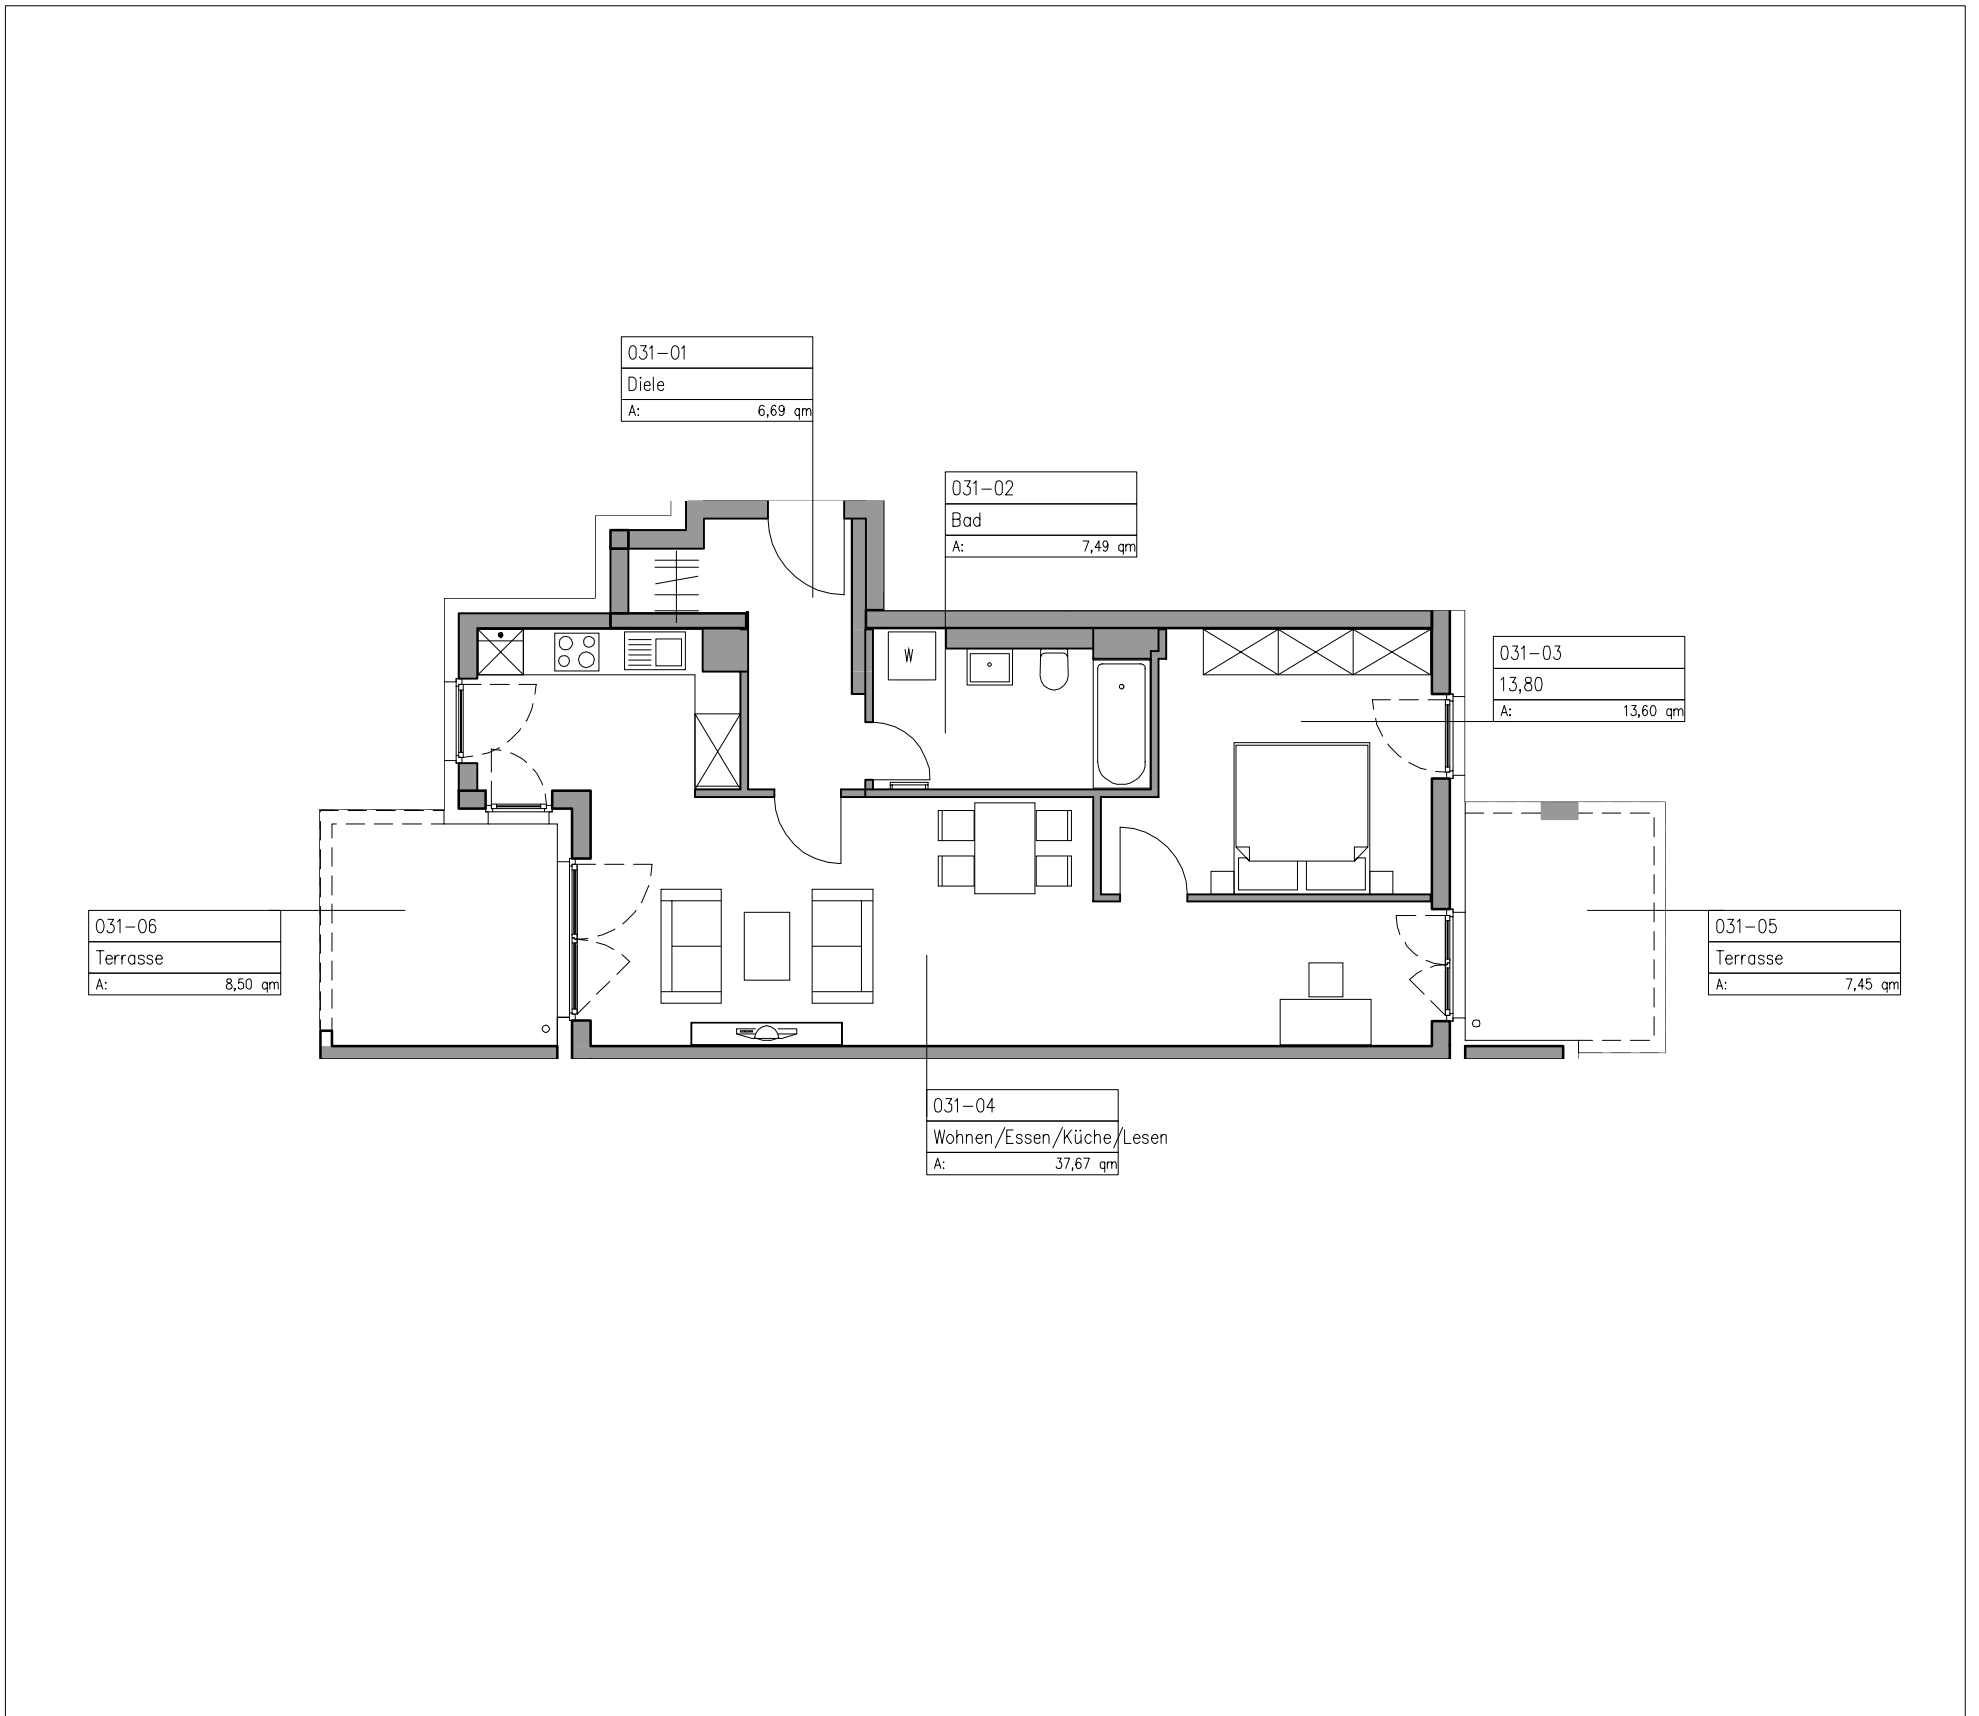 031-01
Diele
A: 6,69 qm
031-02
Bad
A: 7,49 qm
W
031-03
13,80
A: 13,60 qm
031-06
Terrasse
A: 8,50 qm
031-05
Terrasse
A: 7,45 qm
031-04
Wohnen/Essen/Küche/Lesen
A: 37,67 qm